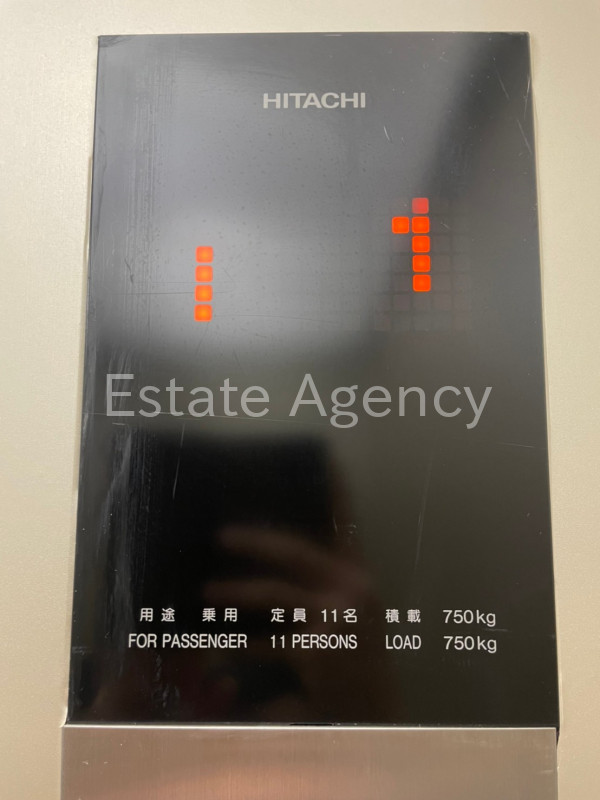 HITACHI
1
Estate Agency
用途 乗用 定員 11名 積載 750kg
FOR PASSENGER 11 PERSONS LOAD 750kg